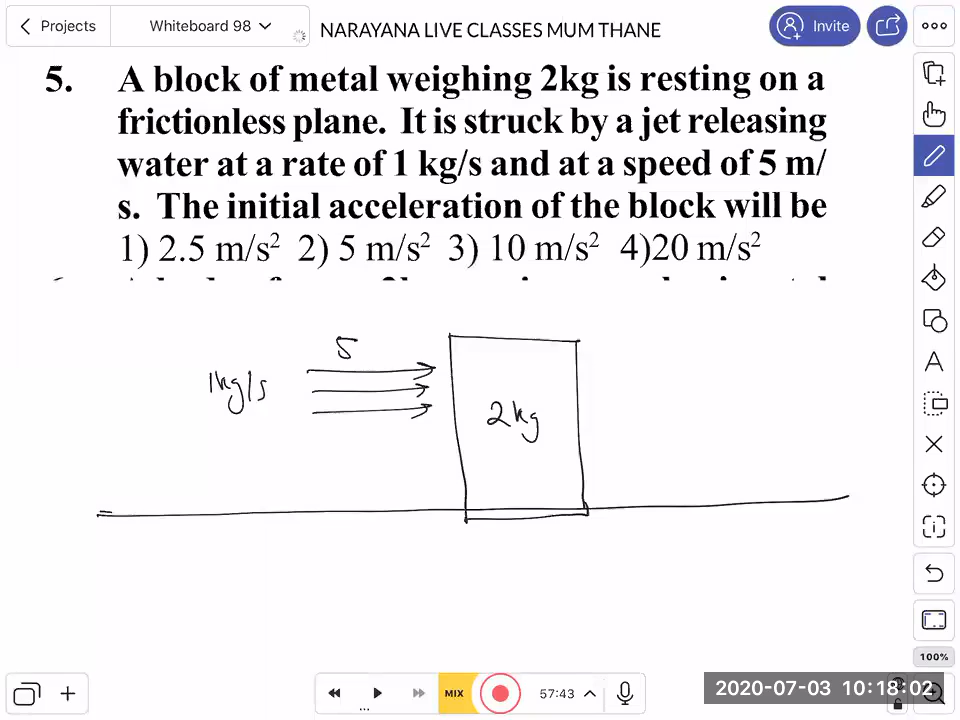 Projects
Whiteboard 98
NARAYANA LIVE CLASSES MUM THANE
Invite
5. A block of metal weighing 2kg is resting on a
frictionless plane. It is struck by a jet releasing
water at a rate of 1 kg/s and at a speed of 5 m/
s. The initial acceleration of the block will be
1) 2.5 m/s² 2) 5 m/s² 3) 10 m/s² 4)20 m/s²
5
1kg/s
2kg
100%
MIX
57:43
2020-07-03 10:18:02